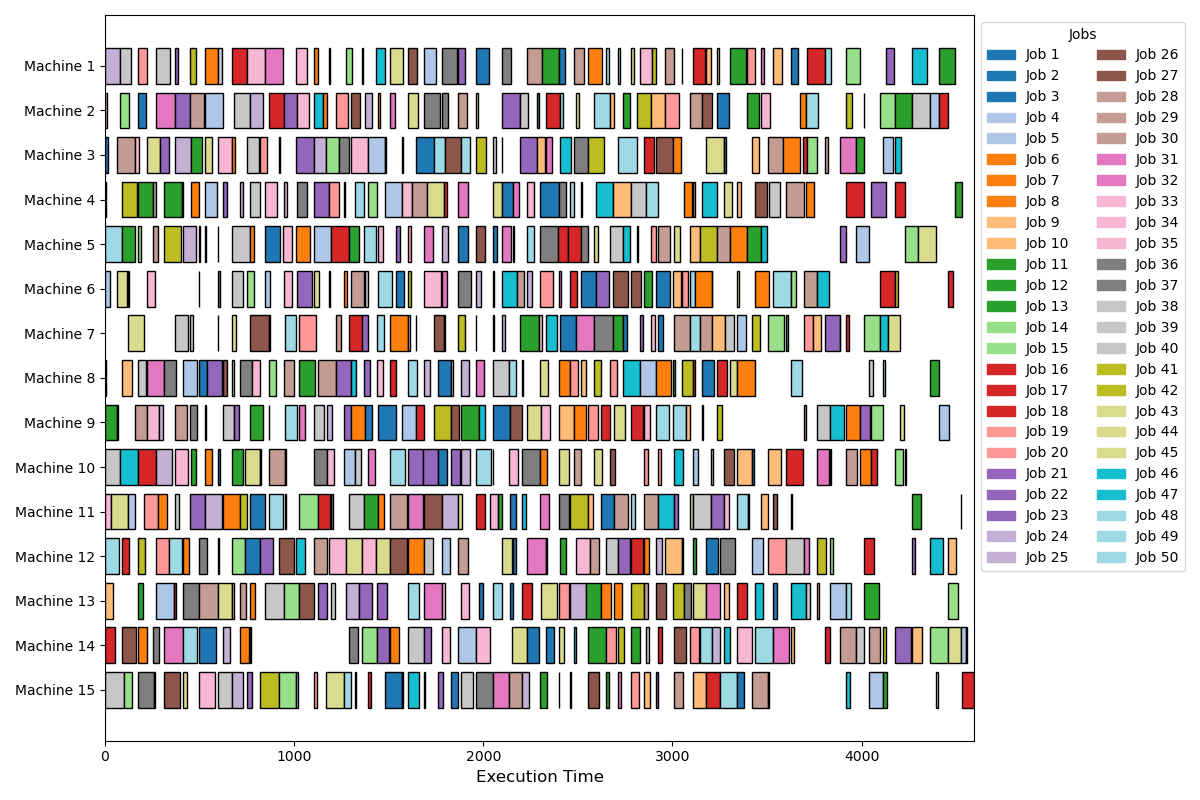 Machine 1
Machine 2
Machine 3
Machine 4
Machine 5
Machine 6
Machine 7
Machine 8
Machine 9
Machine 10
Machine 11
Machine 12
Machine 13
Machine 14
Machine 15
0 1000 2000 3000 4000
Execution Time
Jobs
Job 1 Job 26
Job 2 Job 27
Job 3 Job 28
Job 4 Job 29
Job 5 Job 30
Job 6 Job 31
Job 7 Job 32
Job 8 Job 33
Job 9 Job 34
Job 10 Job 35
Job 11 Job 36
Job 12 Job 37
Job 13 Job 38
Job 14 Job 39
Job 15 Job 40
Job 16 Job 41
Job 17 Job 42
Job 18 Job 43
Job 19 Job 44
Job 20 Job 45
Job 21 Job 46
Job 22 Job 47
Job 23 Job 48
Job 24 Job 49
Job 25 Job 50